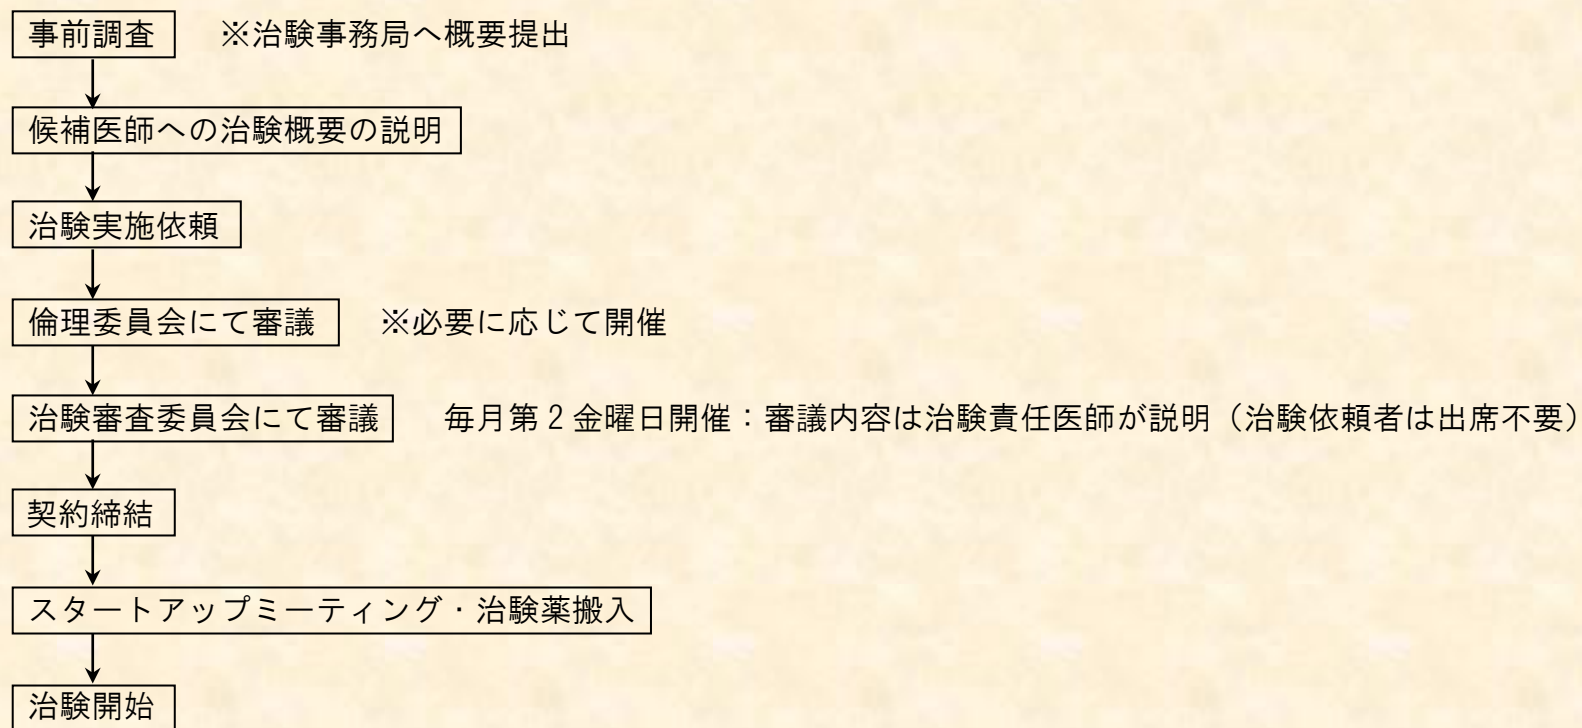 事前調査　※治験事務局へ概要提出
候補医師への治験概要の説明
治験実施依頼
倫理委員会にて審議　※必要に応じて開催
治験審査委員会にて審議　毎月第２金曜日開催：審議内容は治験責任医師が説明（治験依頼者は出席不要）
契約締結
スタートアップミーティング・治験薬搬入
治験開始